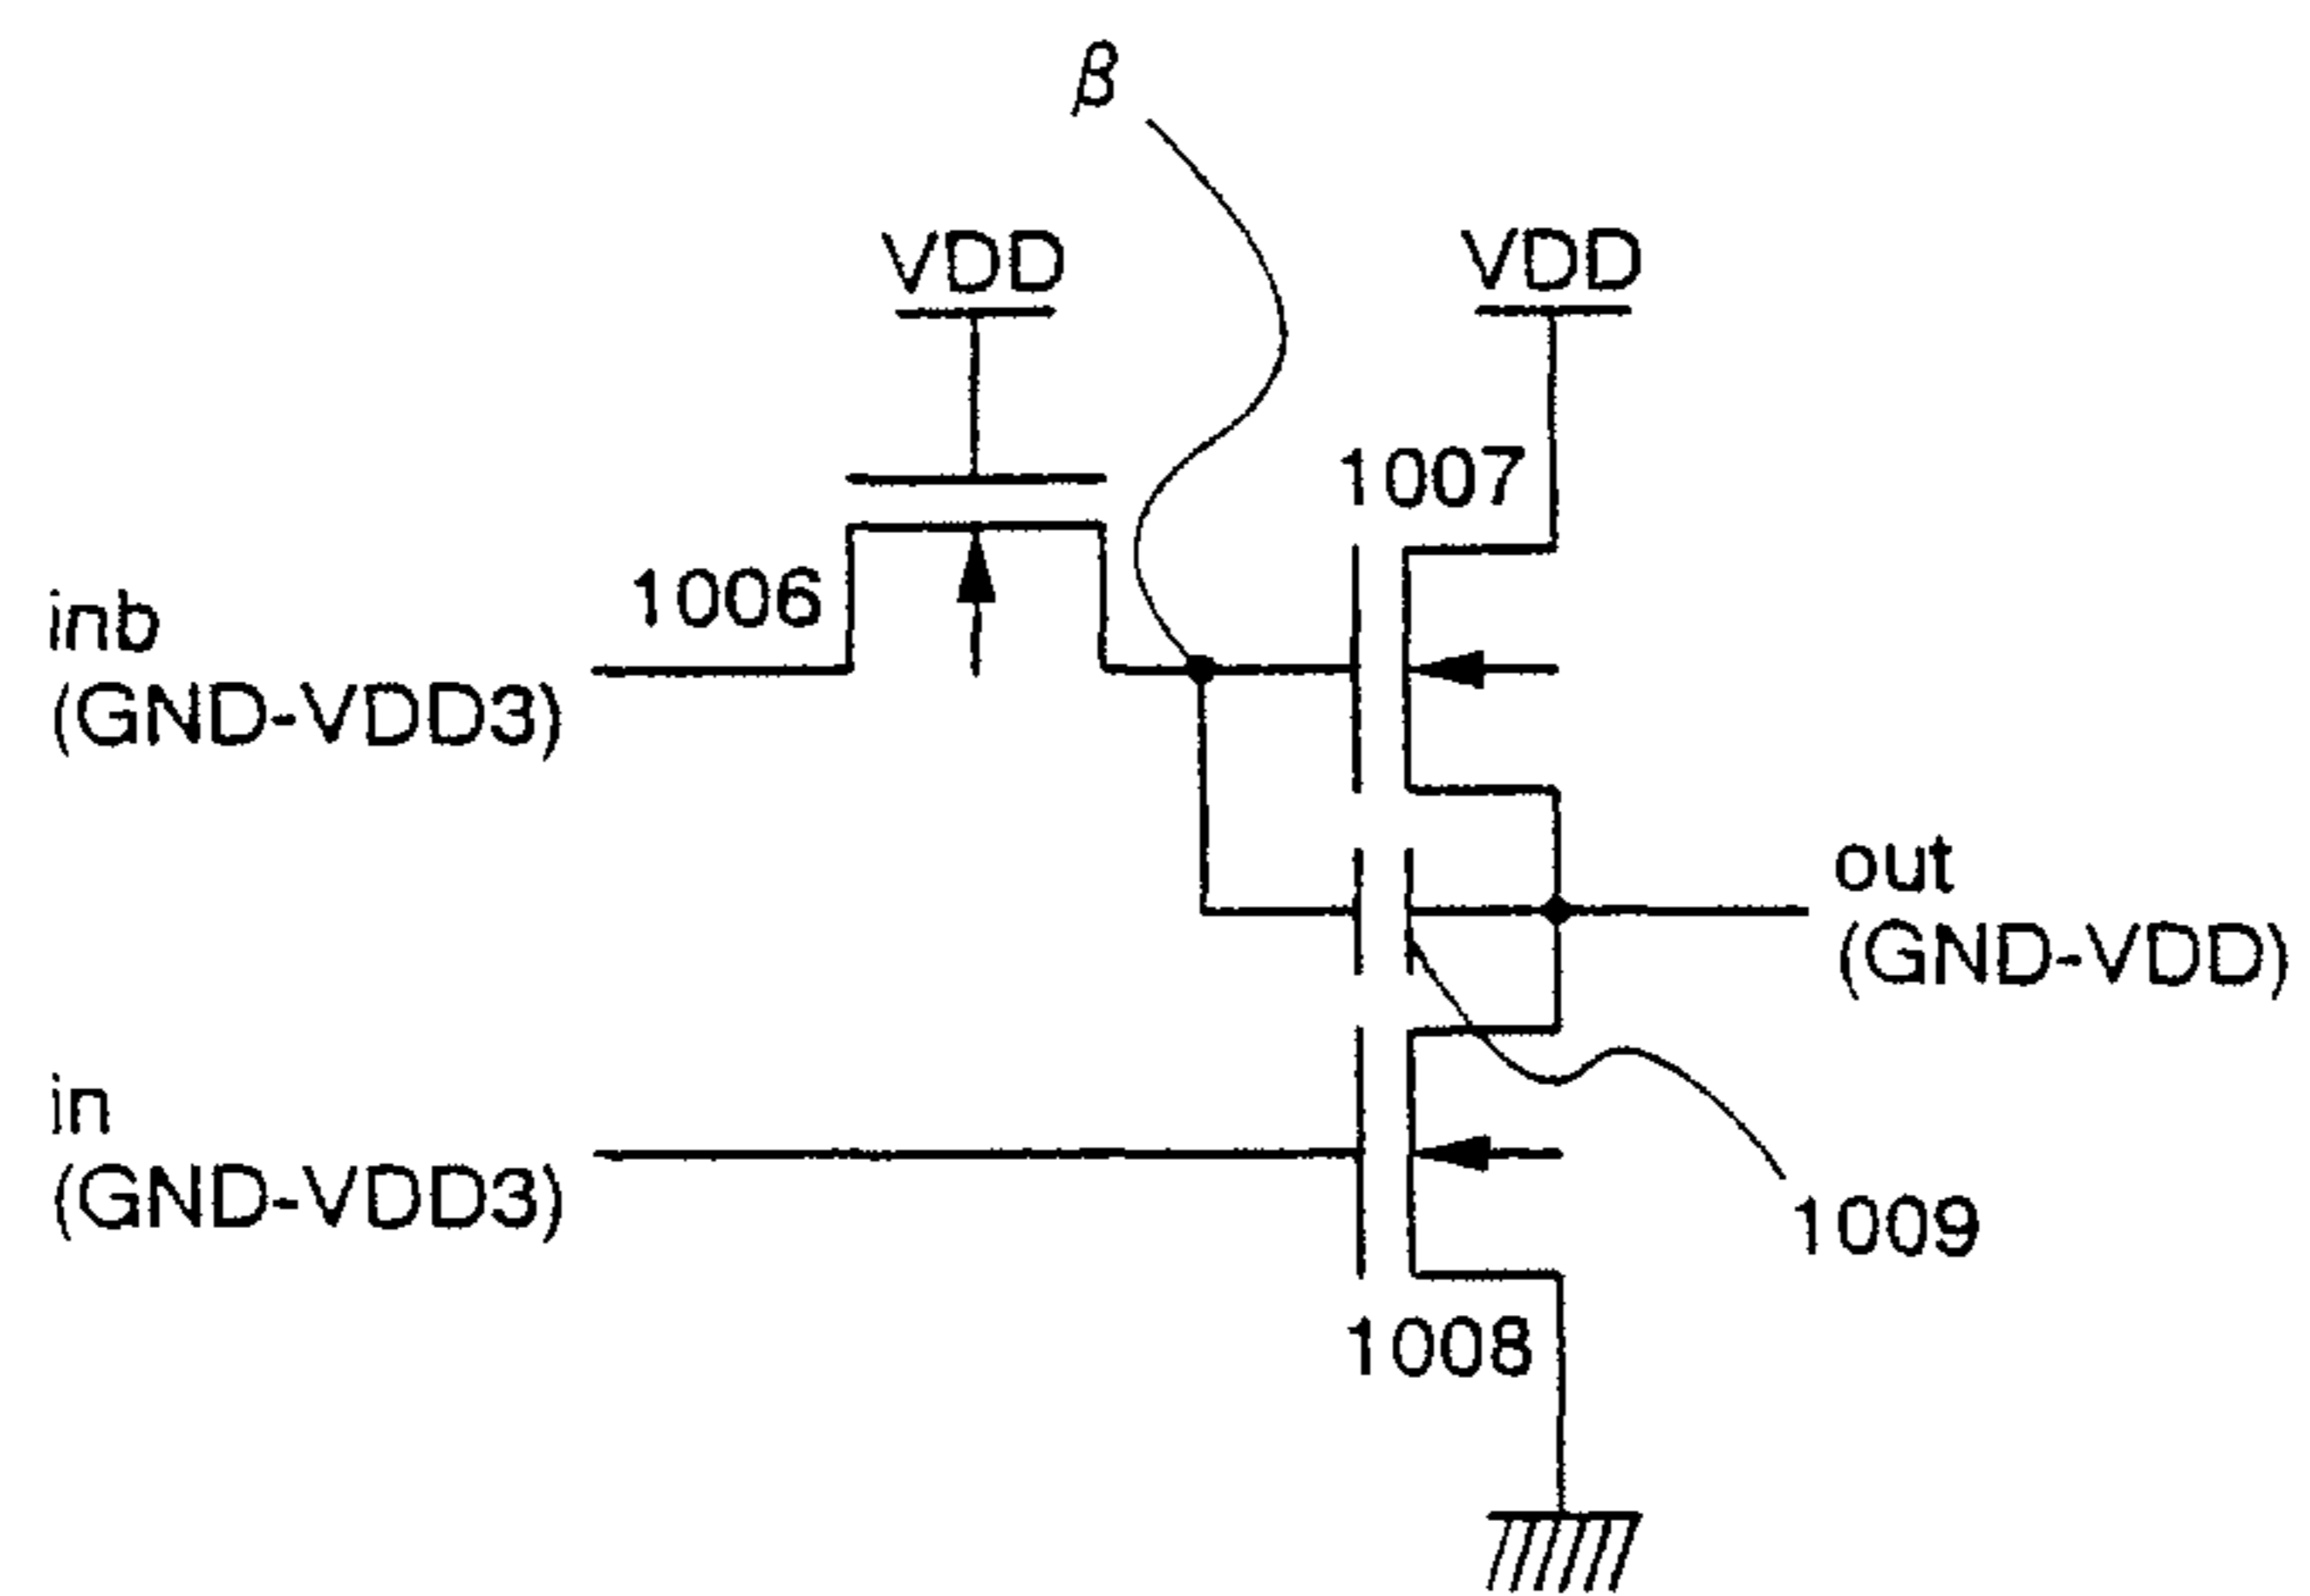 β
VDD
VDD
1007
1006
inb
(GND-VDD3)
out
(GND-VDD)
in
(GND-VDD3)
1009
1008